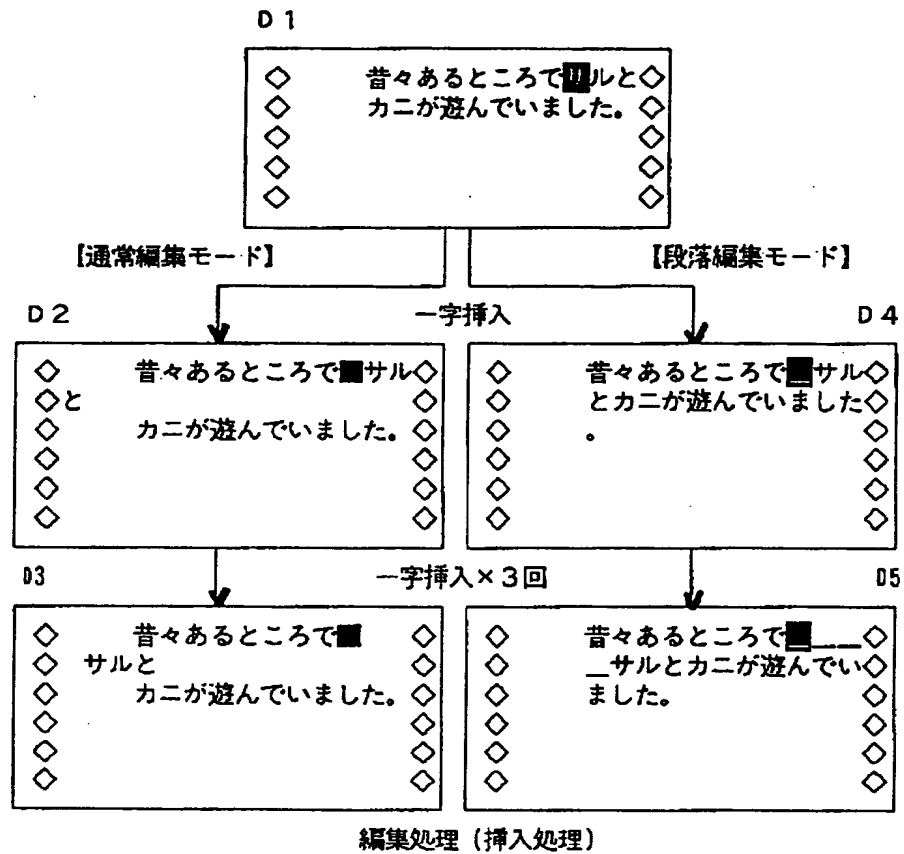 D1
昔々あるところでサルと
カニが遊んでいました。
【通常編集モード】
【段落編集モード】
一字挿入
D2
昔々あるところで■サル
と
カニが遊んでいました。
D4
昔々あるところで■サル
とカニが遊んでいました
。
一字挿入×3回
D3
昔々あるところで■
サルと
カニが遊んでいました。
D5
昔々あるところで■___
_サルとカニが遊んでい
ました。
編集処理(挿入処理)